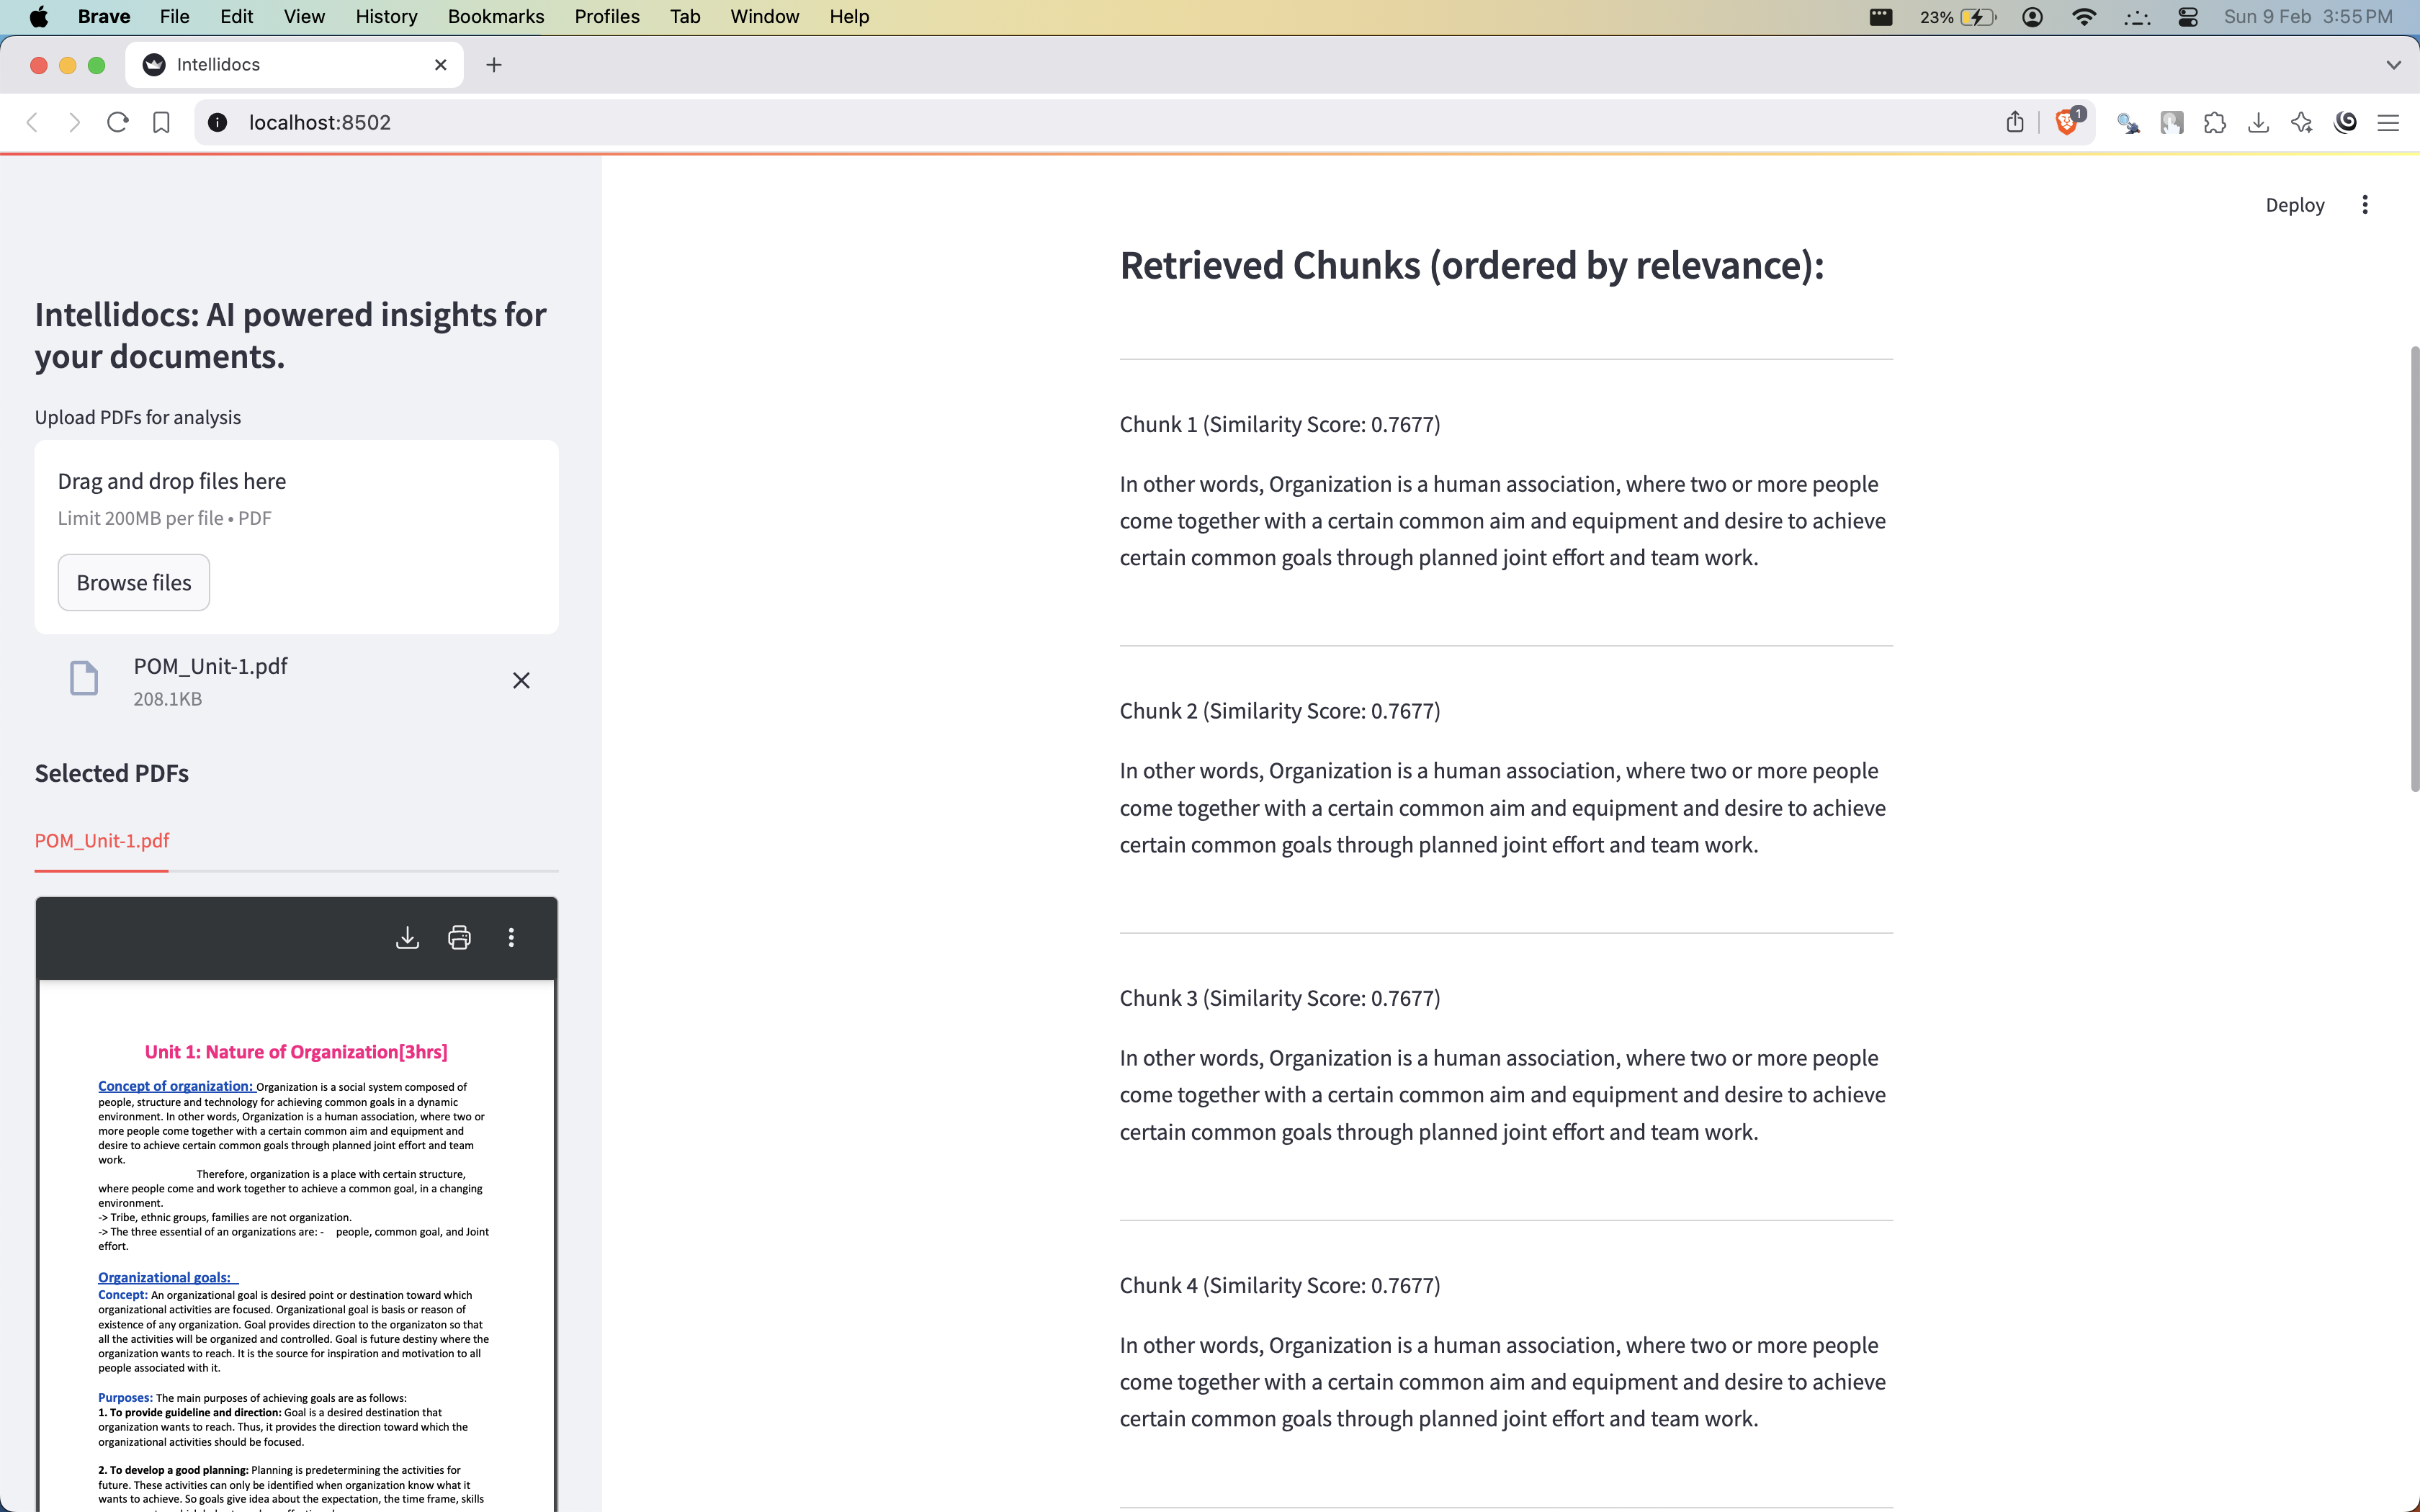 Brave File Edit View History Bookmarks Profiles Tab Window Help 23% Sun 9 Feb 3:55 PM
Intellidocs
localhost:8502
1
Deploy
Intellidocs: AI powered insights for
your documents.
Upload PDFs for analysis
Drag and drop files here
Limit 200MB per file • PDF
Browse files
POM_Unit-1.pdf
208.1KB
Selected PDFs
POM_Unit-1.pdf
Unit 1: Nature of Organization[3hrs]
Concept of organization: Organization is a social system composed of
people, structure and technology for achieving common goals in a dynamic
environment. In other words, Organization is a human association, where two or
more people come together with a certain common aim and equipment and
desire to achieve certain common goals through planned joint effort and team
work.
Therefore, organization is a place with certain structure,
where people come and work together to achieve a common goal, in a changing
environment.
-> Tribe, ethnic groups, families are not organization.
-> The three essential of an organizations are: - people, common goal, and Joint
effort.
Organizational goals:
Concept: An organizational goal is desired point or destination toward which
organizational activities are focused. Organizational goal is basis or reason of
existence of any organization. Goal provides direction to the organizaton so that
all the activities will be organized and controlled. Goal is future destiny where the
organization wants to reach. It is the source for inspiration and motivation to all
people associated with it.
Purposes: The main purposes of achieving goals are as follows:
1. To provide guideline and direction: Goal is a desired destination that
organization wants to reach. Thus, it provides the direction toward which the
organizational activities should be focused.
2. To develop a good planning: Planning is predetermining the activities for
future. These activities can only be identified when organization know what it
wants to achieve. So goals give idea about the expectation, the time frame, skills
Retrieved Chunks (ordered by relevance):
Chunk 1 (Similarity Score: 0.7677)
In other words, Organization is a human association, where two or more people
come together with a certain common aim and equipment and desire to achieve
certain common goals through planned joint effort and team work.
Chunk 2 (Similarity Score: 0.7677)
In other words, Organization is a human association, where two or more people
come together with a certain common aim and equipment and desire to achieve
certain common goals through planned joint effort and team work.
Chunk 3 (Similarity Score: 0.7677)
In other words, Organization is a human association, where two or more people
come together with a certain common aim and equipment and desire to achieve
certain common goals through planned joint effort and team work.
Chunk 4 (Similarity Score: 0.7677)
In other words, Organization is a human association, where two or more people
come together with a certain common aim and equipment and desire to achieve
certain common goals through planned joint effort and team work.